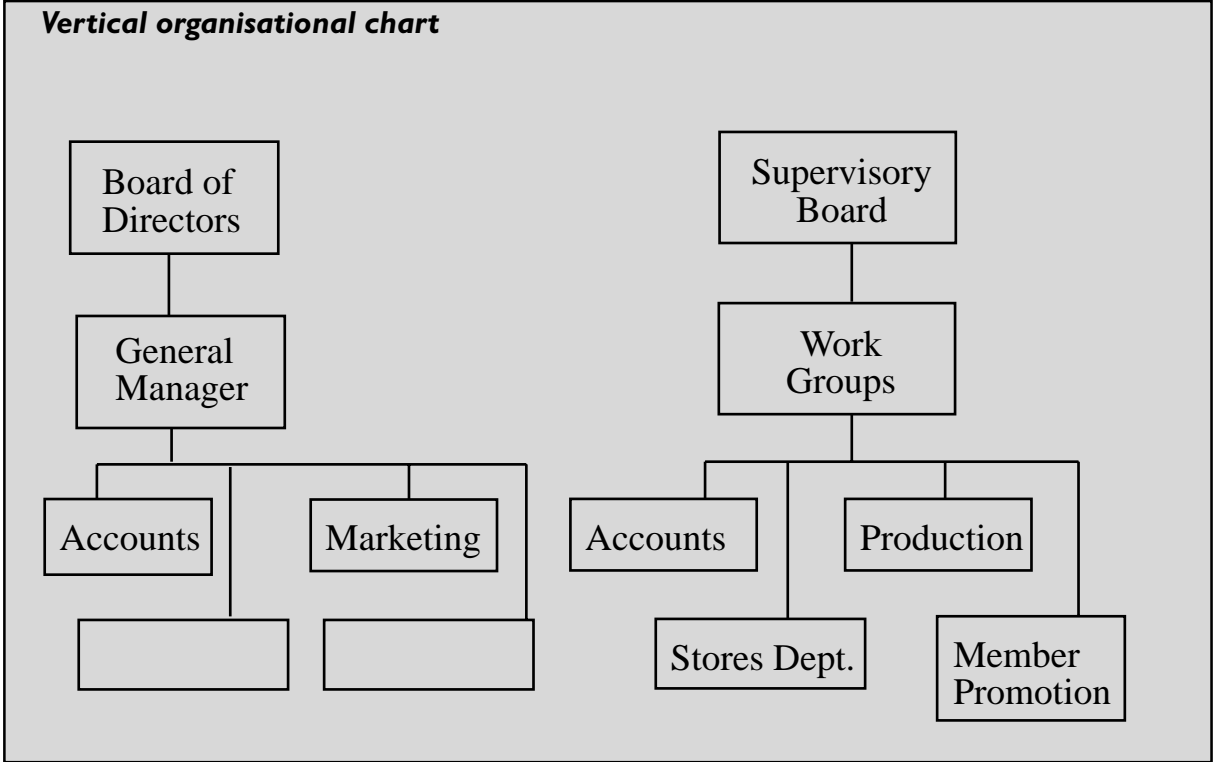 Vertical organisational chart
Board of
Directors
General
Manager
Accounts
Marketing
Supervisory
Board
Work
Groups
Accounts
Production
Stores Dept.
Member
Promotion